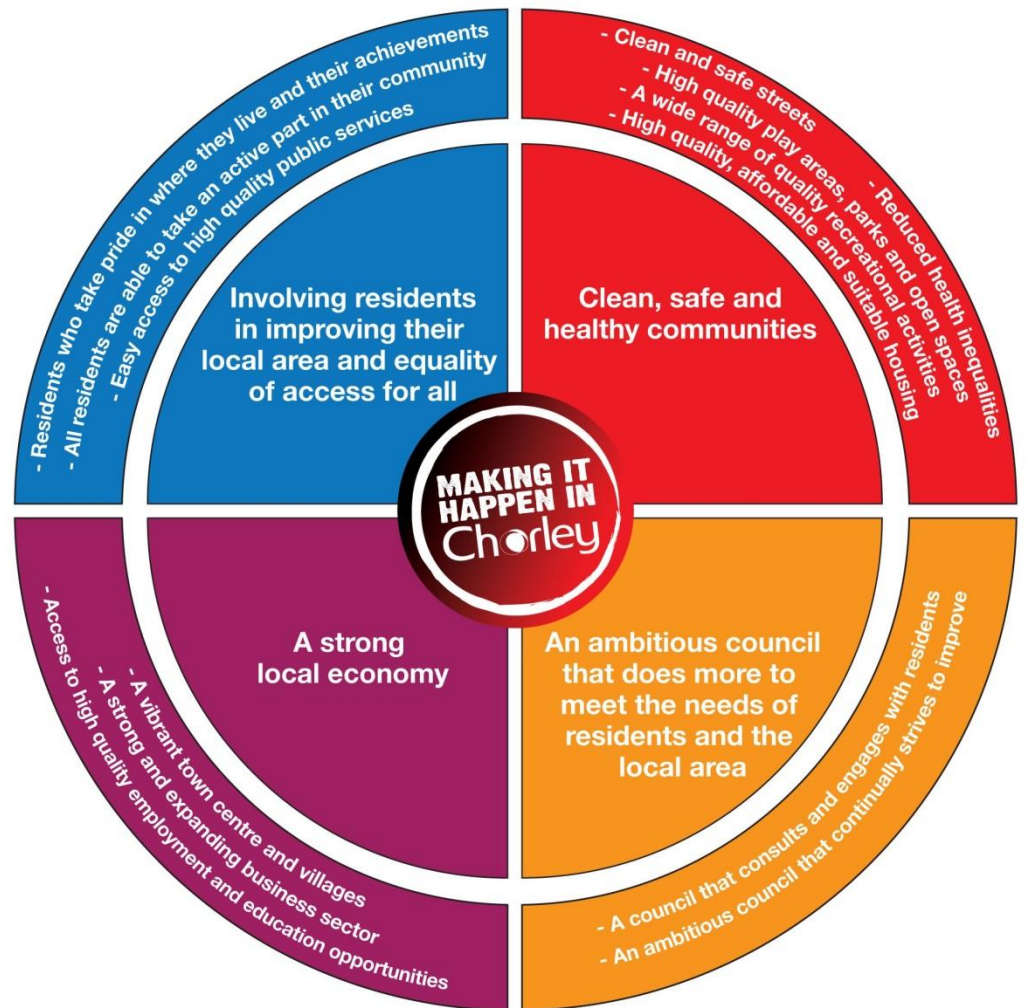 - Residents who take pride in where they live and their achievements
- All residents are able to take an active part in their community
- Easy access to high quality public services
Involving residents
in improving their
local area and equality
of access for all
- Clean and safe streets
- Reduced health inequalities
- High quality play areas, parks and open spaces
- A wide range of quality recreational activities
- High quality, affordable and suitable housing
Clean, safe and
healthy communities
MAKING IT
HAPPEN IN
Chorley
A strong
local economy
- A vibrant town centre and villages
- A strong and expanding business sector
- Access to high quality employment and education opportunities
An ambitious council
that does more to
meet the needs of
residents and the
local area
- A council that consults and engages with residents
- An ambitious council that continually strives to improve